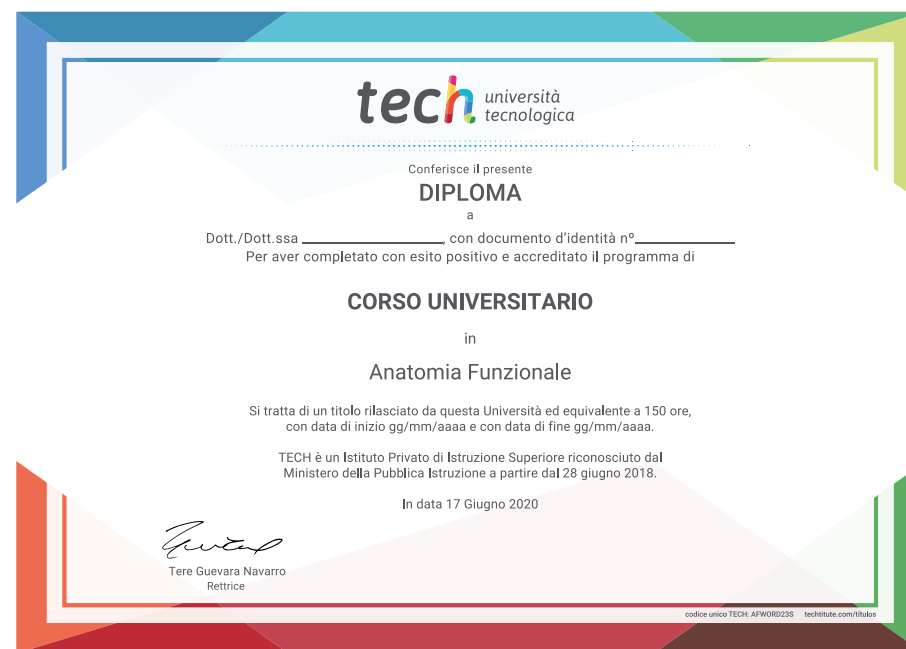 tech università
tecnologica
Conferisce il presente
DIPLOMA
a
Dott./Dott.ssa ____________________, con documento d'identità nº______________
Per aver completato con esito positivo e accreditato il programma di
CORSO UNIVERSITARIO
in
Anatomia Funzionale
Si tratta di un titolo rilasciato da questa Università ed equivalente a 150 ore,
con data di inizio gg/mm/aaaa e con data di fine gg/mm/aaaa.
TECH è un Istituto Privato di Istruzione Superiore riconosciuto dal
Ministero della Pubblica Istruzione a partire dal 28 giugno 2018.
In data 17 Giugno 2020
Tere Guevara Navarro
Rettrice
codice unico TECH: AFWORD23S techtitute.com/titulos